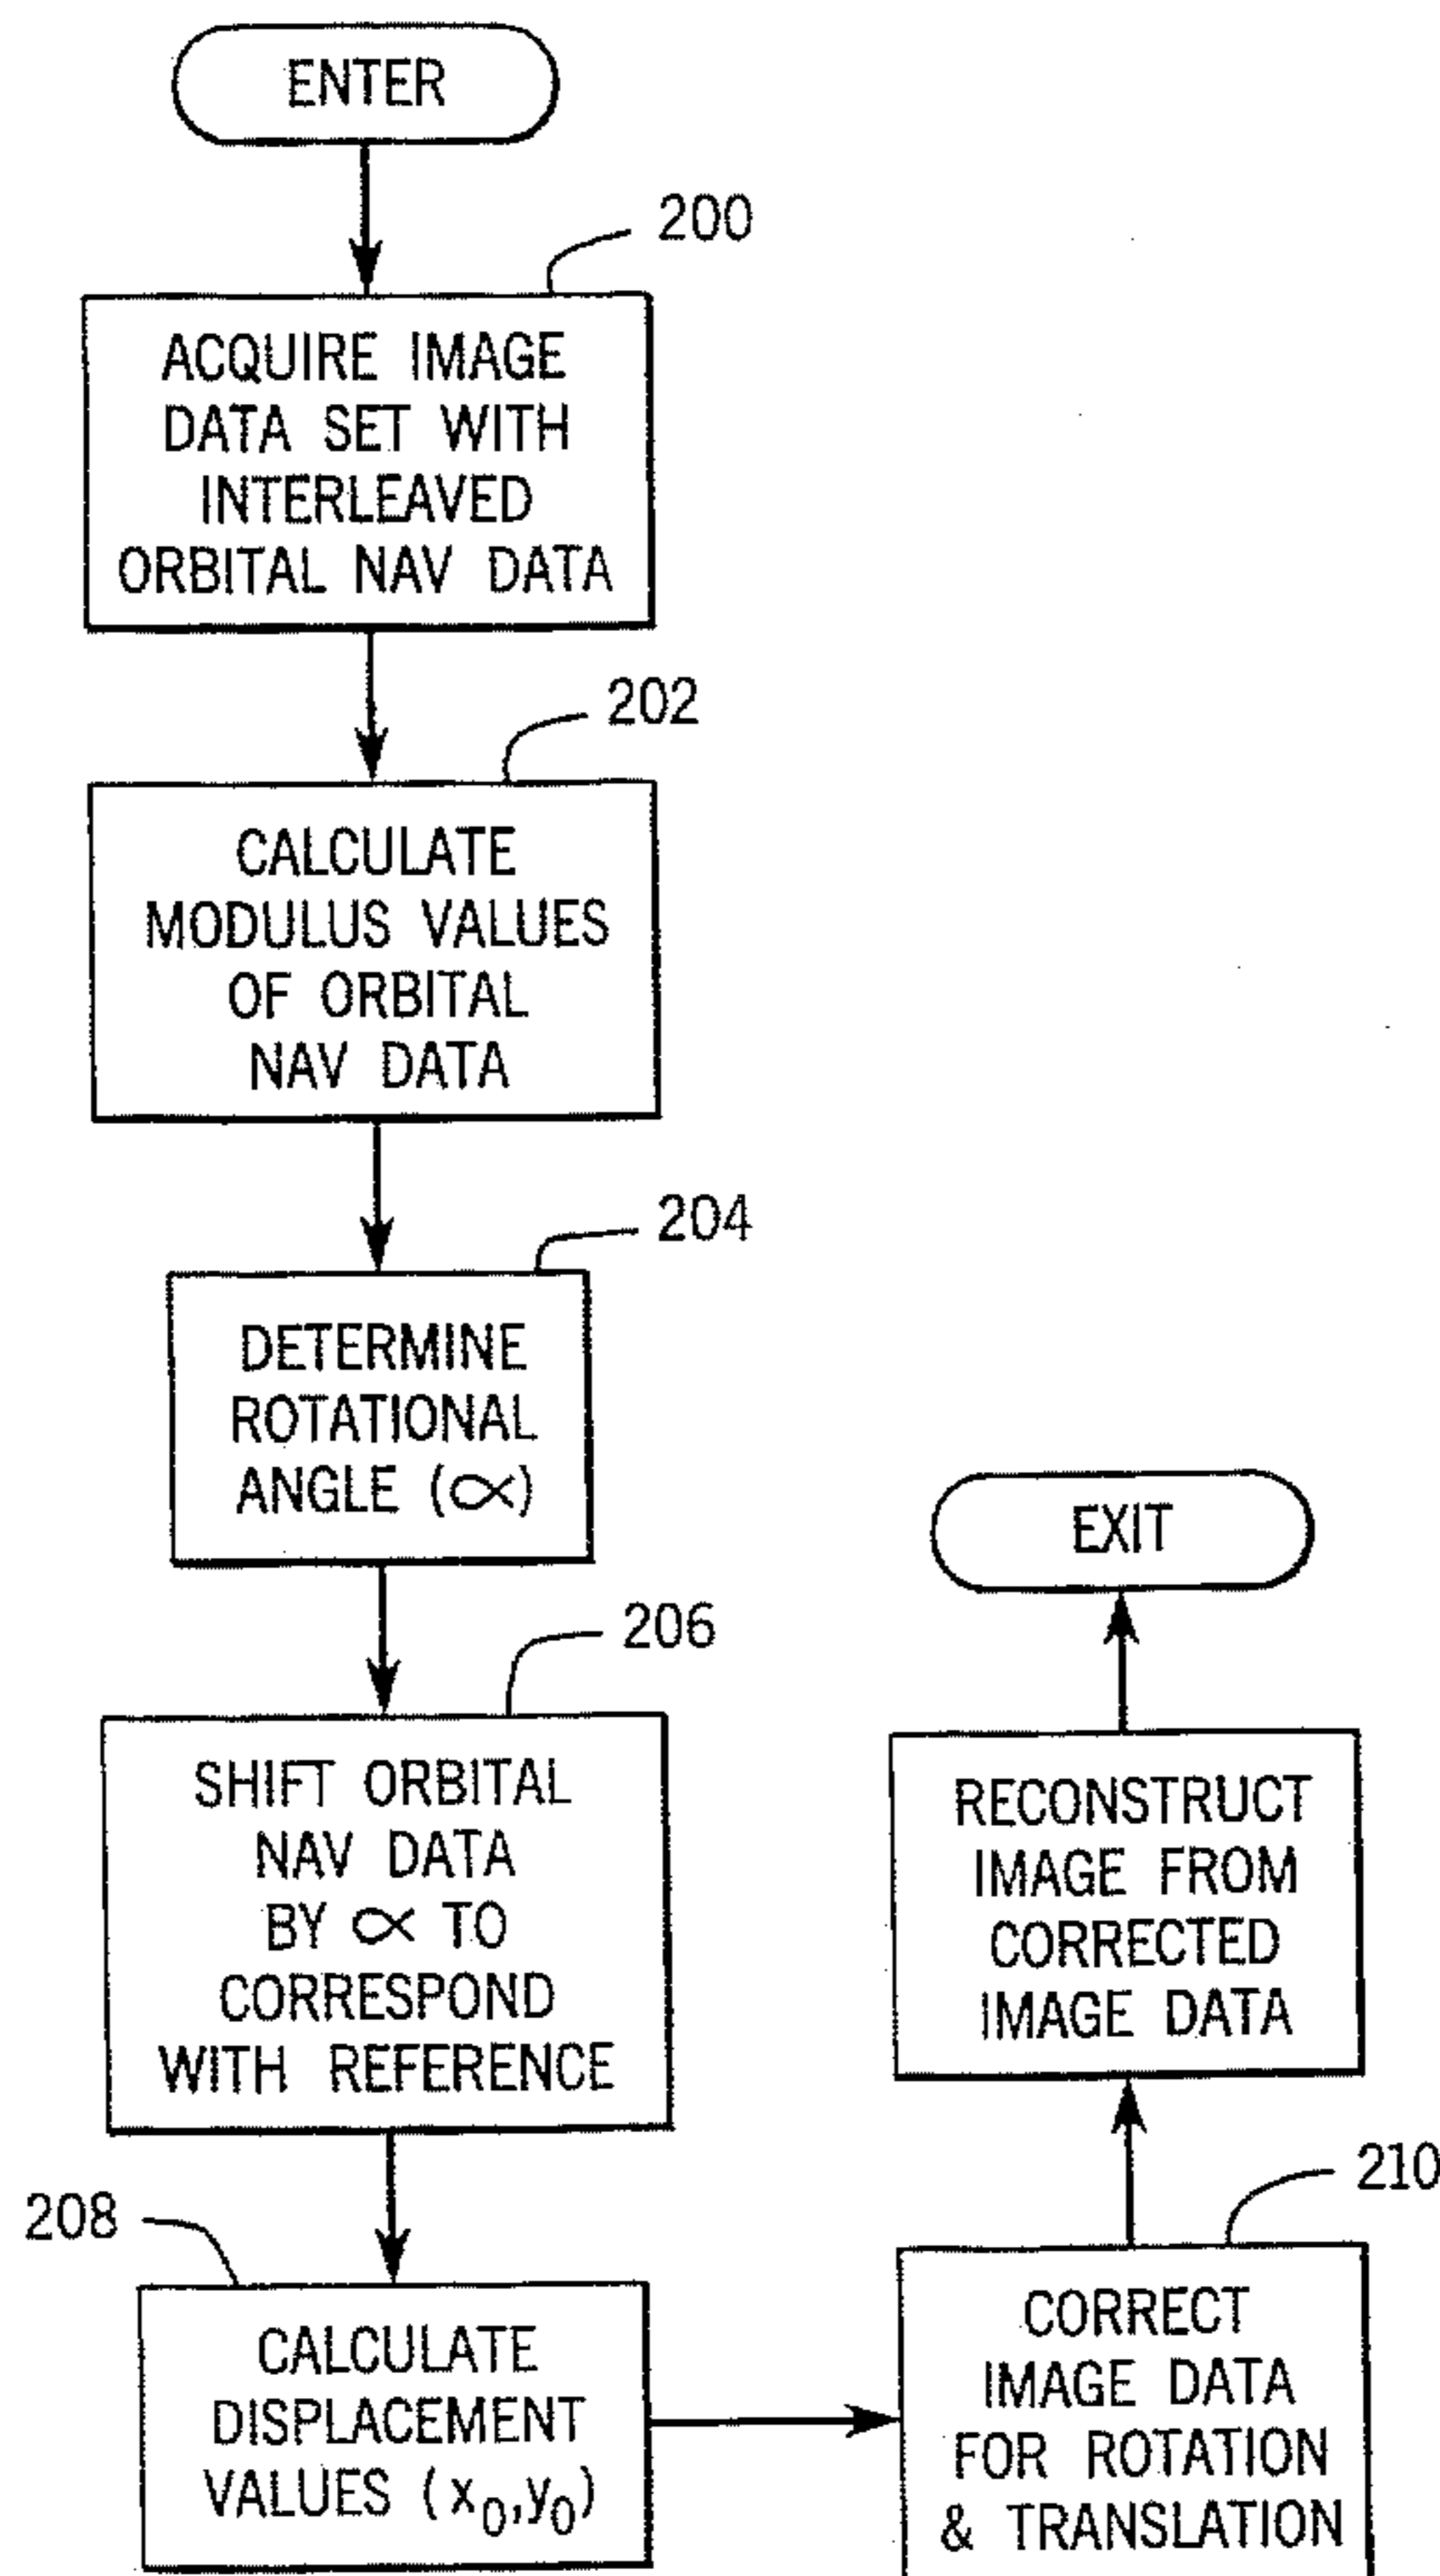 ENTER
200
ACQUIRE IMAGE
DATA SET WITH
INTERLEAVED
ORBITAL NAV DATA
202
CALCULATE
MODULUS VALUES
OF ORBITAL
NAV DATA
204
DETERMINE
ROTATIONAL
ANGLE (∝)
206
SHIFT ORBITAL
NAV DATA
BY ∝ TO
CORRESPOND
WITH REFERENCE
208
CALCULATE
DISPLACEMENT
VALUES (x₀,y₀)
210
CORRECT
IMAGE DATA
FOR ROTATION
& TRANSLATION
RECONSTRUCT
IMAGE FROM
CORRECTED
IMAGE DATA
EXIT